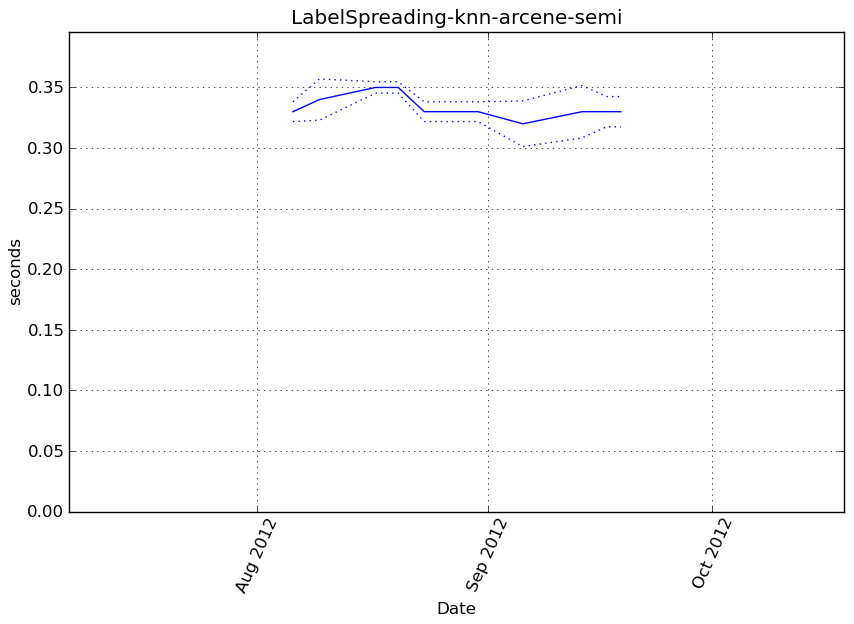 LabelSpreading-knn-arcene-semi
0.35
0.30
0.25
0.20
0.15
0.10
0.05
0.00
seconds
Aug 2012
Sep 2012
Oct 2012
Date